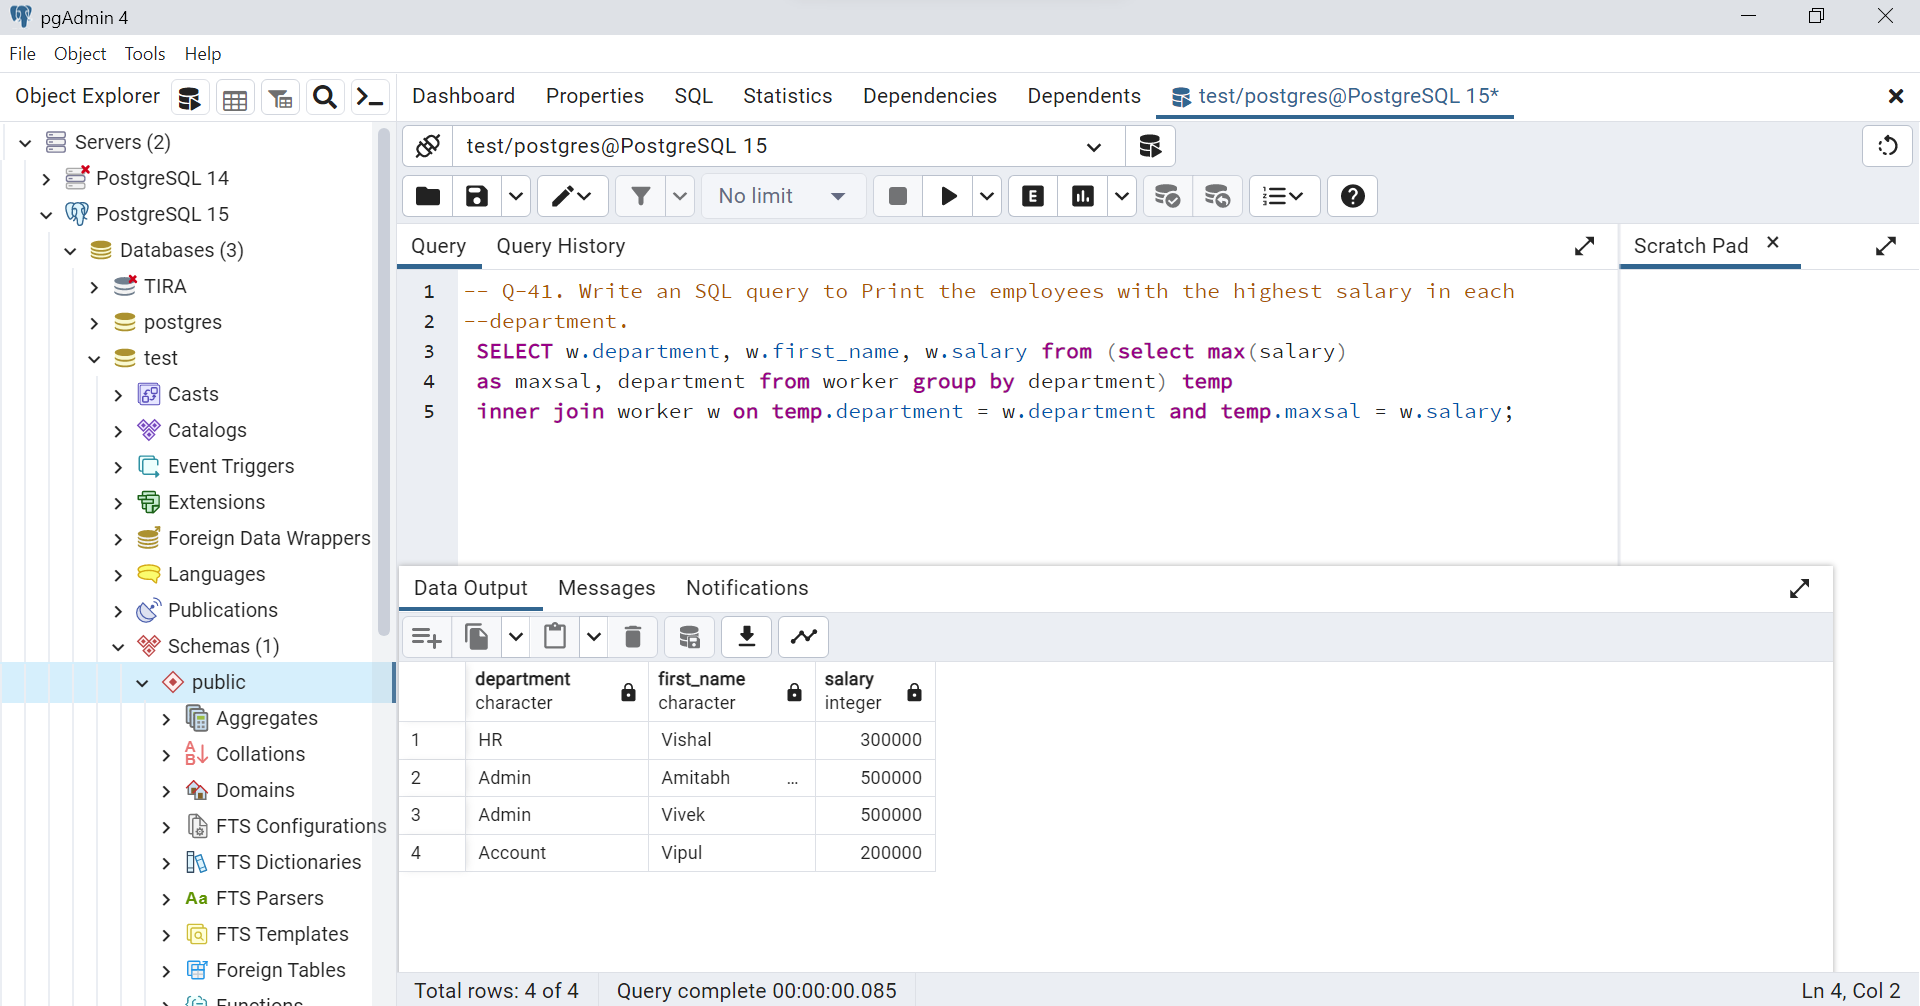 pgAdmin 4
File Object Tools Help
Object Explorer
Dashboard Properties SQL Statistics Dependencies Dependents test/postgres@PostgreSQL 15*
Servers (2)
PostgreSQL 14
PostgreSQL 15
Databases (3)
TIRA
postgres
test
Casts
Catalogs
Event Triggers
Extensions
Foreign Data Wrappers
Languages
Publications
Schemas (1)
public
Aggregates
Collations
Domains
FTS Configurations
FTS Dictionaries
Aa FTS Parsers
FTS Templates
Foreign Tables
Functions
test/postgres@PostgreSQL 15
No limit
E
Query Query History
Scratch Pad
1 -- Q-41. Write an SQL query to Print the employees with the highest salary in each
2 --department.
3 SELECT w.department, w.first_name, w.salary from (select max(salary)
4 as maxsal, department from worker group by department) temp
5 inner join worker w on temp.department = w.department and temp.maxsal = w.salary;
Data Output Messages Notifications
department first_name salary
character character integer
1 HR Vishal 300000
2 Admin Amitabh ... 500000
3 Admin Vivek 500000
4 Account Vipul 200000
Total rows: 4 of 4 Query complete 00:00:00.085 Ln 4, Col 2